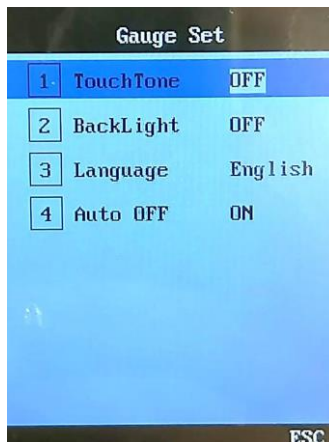 Gauge Set
1 TouchTone OFF
2 BackLight OFF
3 Language English
4 Auto OFF ON
ESC